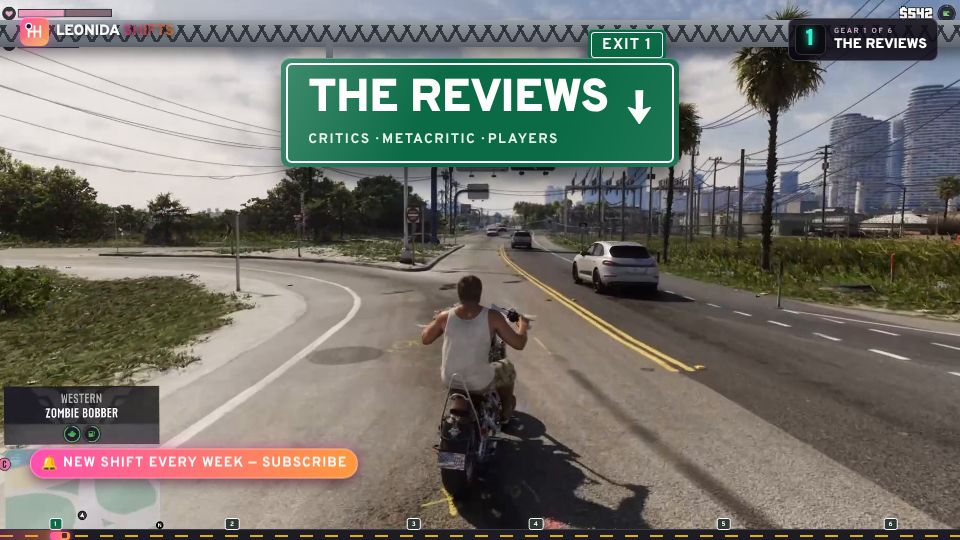 $542
LEONIDA SHIFTS
EXIT 1
1
GEAR 1 OF 6
THE REVIEWS
THE REVIEWS
CRITICS · METACRITIC · PLAYERS
WESTERN
ZOMBIE BOBBER
C
🔔 NEW SHIFT EVERY WEEK – SUBSCRIBE
N
1
2
3
4
5
6